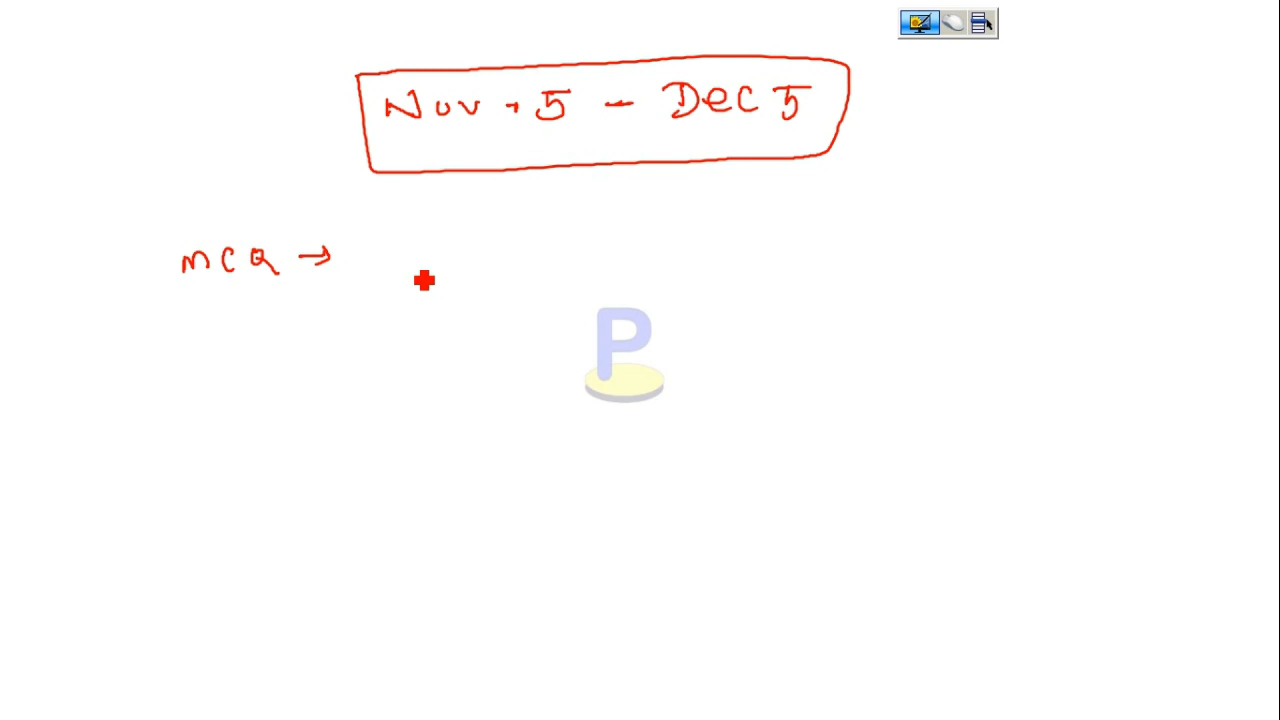 Nov . 5 - Dec 5
MCQ →
P